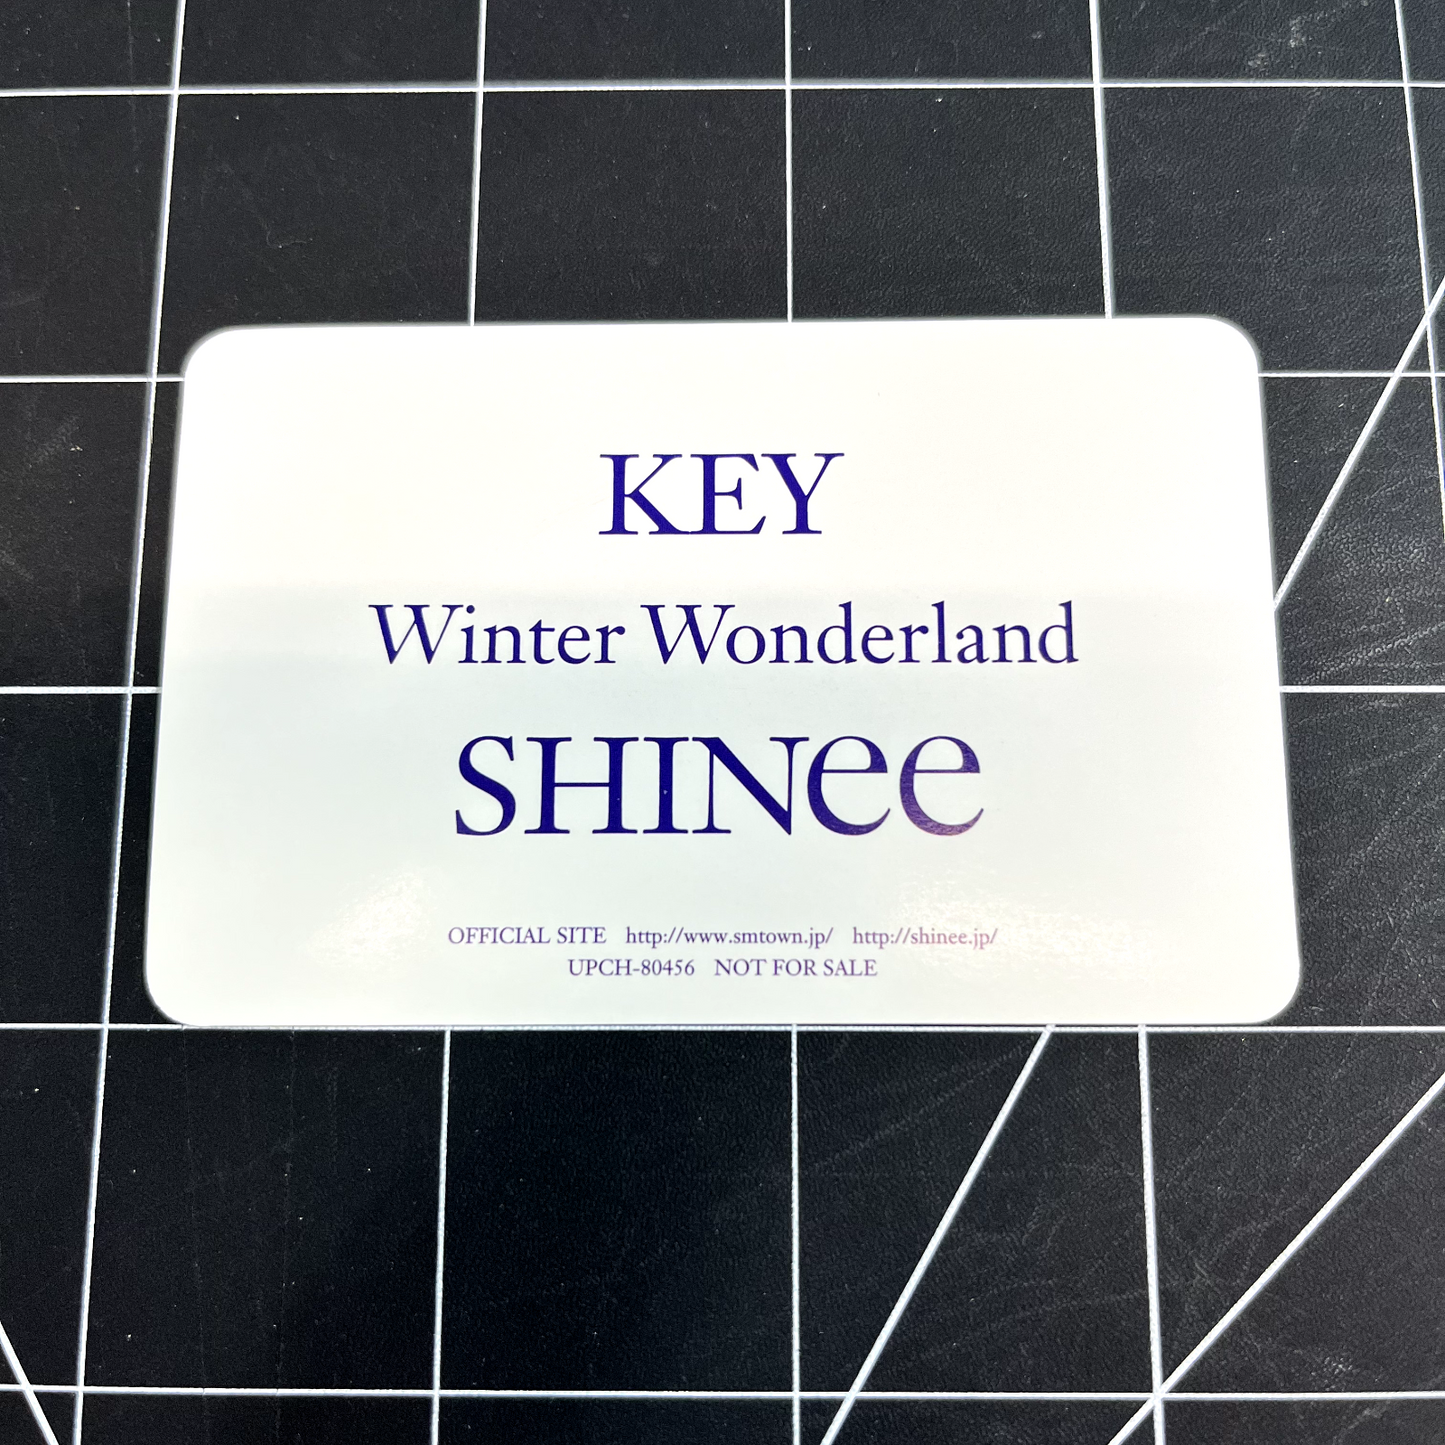 KEY
Winter Wonderland
SHINee
OFFICIAL SITE http://www.smtown.jp/ http://shinee.jp/
UPCH-80456 NOT FOR SALE